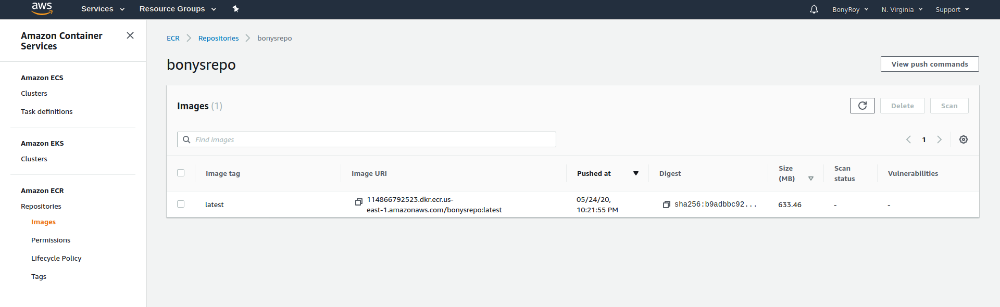 aws Services Resource Groups BonyRoy N. Virginia Support
Amazon Container
Services
Amazon ECS
Clusters
Task definitions
Amazon EKS
Clusters
Amazon ECR
Repositories
Images
Permissions
Lifecycle Policy
Tags
ECR Repositories bonysrepo
bonysrepo
View push commands
Images (1)
Delete Scan
Find images
1
Image tag
Image URI
Pushed at
Digest
Size
(MB)
Scan
status
Vulnerabilities
latest
114866792523.dkr.ecr.us-
east-1.amazonaws.com/bonysrepo:latest
05/24/20,
10:21:55 PM
sha256:b9adbbc92...
633.46
-
-